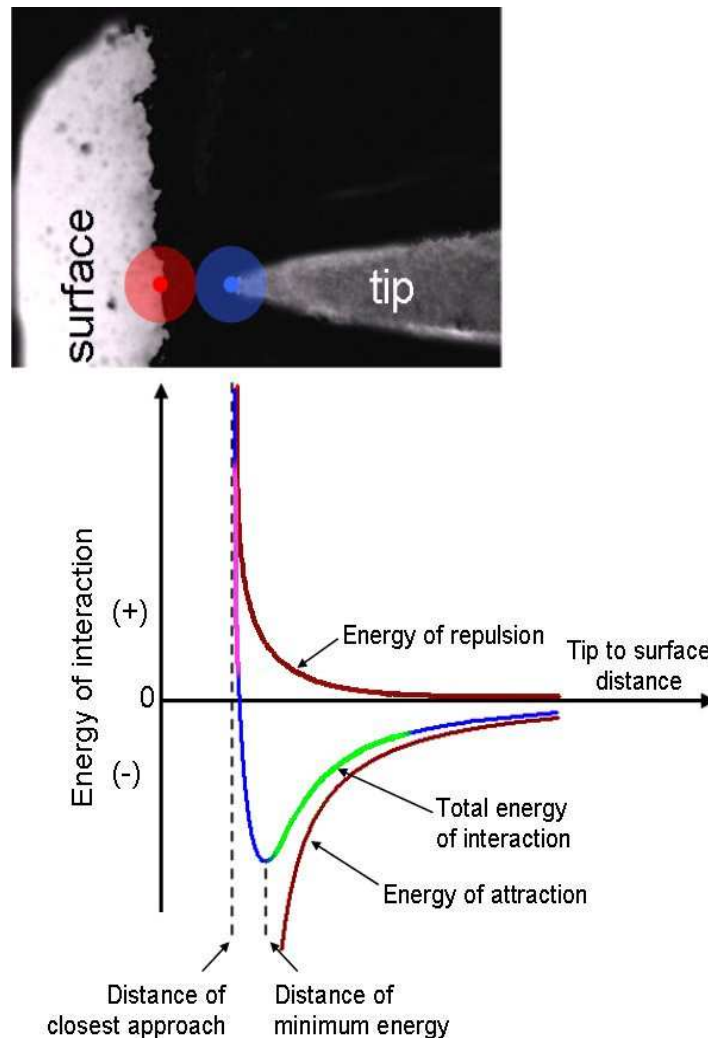 surface
tip
Energy of interaction
(+)
0
(-)
Energy of repulsion
Tip to surface
distance
Total energy
of interaction
Energy of attraction
Distance of
closest approach
Distance of
minimum energy